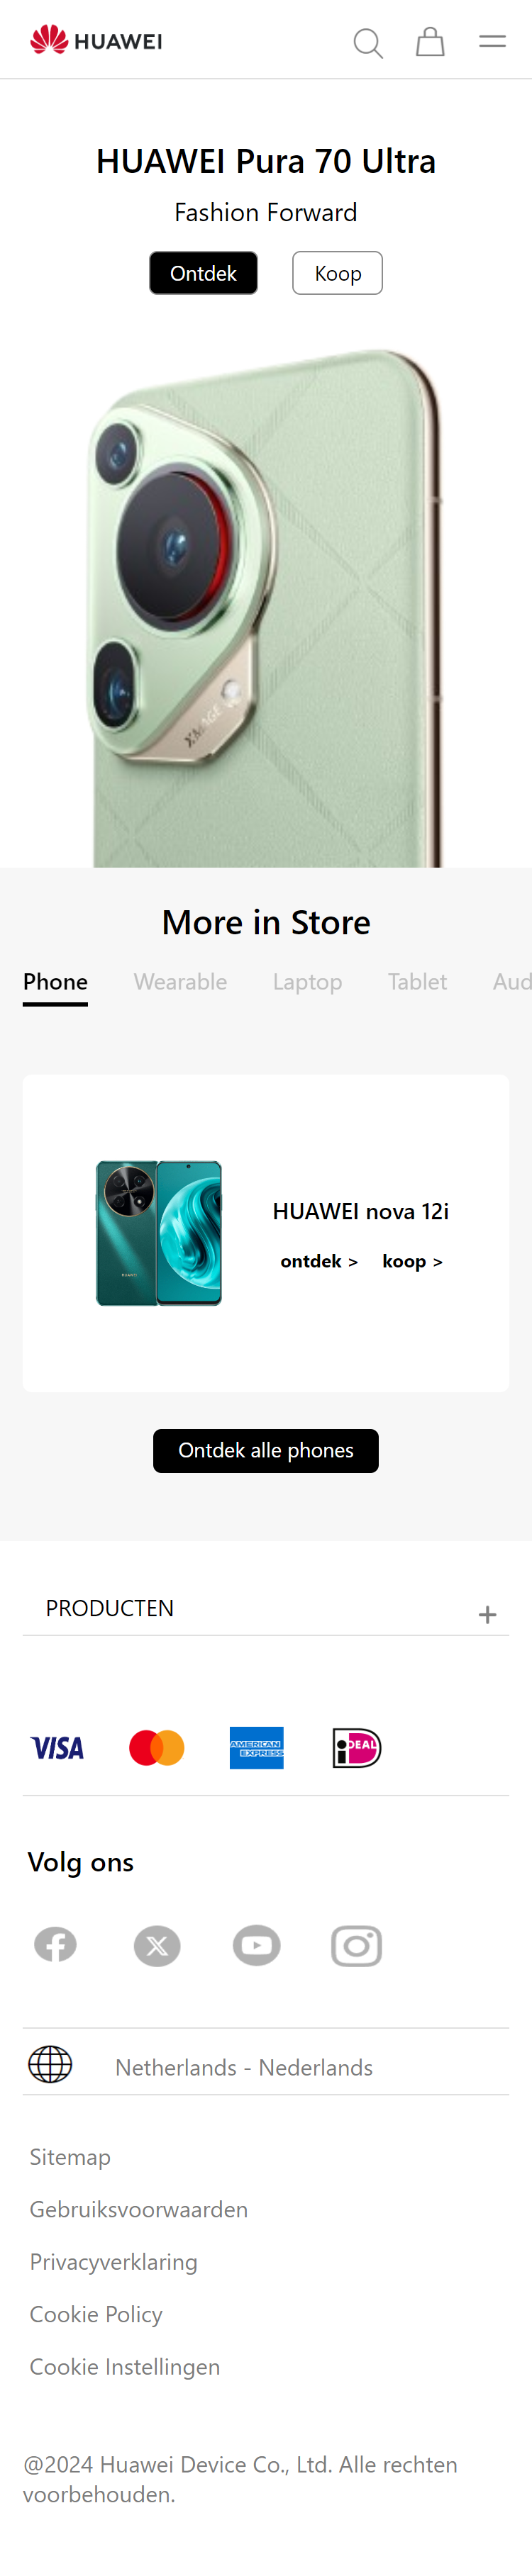 HUAWEI
HUAWEI Pura 70 Ultra
Fashion Forward
Ontdek Koop
XMAGE
More in Store
Phone Wearable Laptop Tablet Aud
HUAWEI nova 12i
HUAWEI
ontdek > koop >
Ontdek alle phones
PRODUCTEN +
VISA
AMERICAN
EXPRESS
iDEAL
Volg ons
Netherlands - Nederlands
Sitemap
Gebruiksvoorwaarden
Privacyverklaring
Cookie Policy
Cookie Instellingen
@2024 Huawei Device Co., Ltd. Alle rechten
voorbehouden.